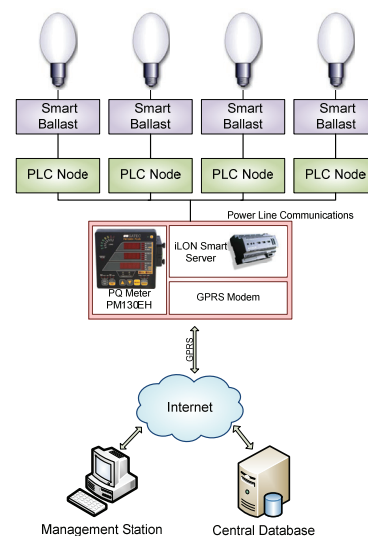 Smart Ballast
Smart Ballast
Smart Ballast
Smart Ballast
PLC Node
PLC Node
PLC Node
PLC Node
Power Line Communications
iLON Smart
Server
PQ Meter
PM130EH
GPRS Modem
GPRS
Internet
Management Station
Central Database